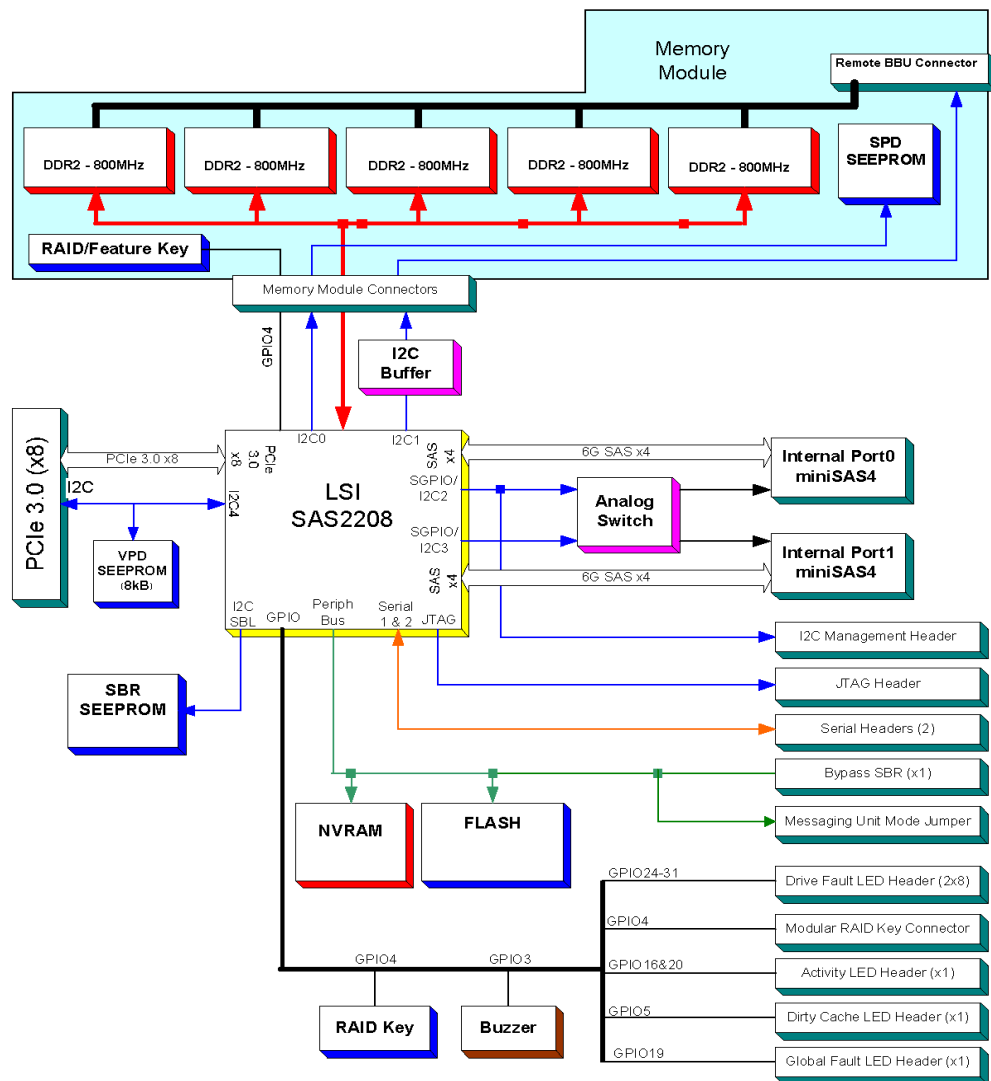 Memory
Module
Remote BBU Connector
DDR2 - 800MHz
DDR2 - 800MHz
DDR2 - 800MHz
DDR2 - 800MHz
DDR2 - 800MHz
SPD
SEEPROM
RAID/Feature Key
Memory Module Connectors
GPIO4
I2C
Buffer
PCIe 3.0 (x8)
PCIe 3.0 x8
I2C
VPD
SEEPROM
(8kB)
x8
PCIe
3.0
I2C0
I2C1
SAS
x4
LSI
SAS2208
I2C4
SGPIO/
I2C2
SGPIO/
I2C3
SAS
x4
I2C
SBL
GPIO
Periph
Bus
Serial
1 & 2
JTAG
6G SAS x4
Internal Port0
miniSAS4
Analog
Switch
Internal Port1
miniSAS4
6G SAS x4
I2C Management Header
SBR
SEEPROM
JTAG Header
Serial Headers (2)
Bypass SBR (x1)
NVRAM
FLASH
Messaging Unit Mode Jumper
GPIO24-31
Drive Fault LED Header (2x8)
GPIO4
Modular RAID Key Connector
GPIO4
GPIO3
GPIO16&20
Activity LED Header (x1)
RAID Key
Buzzer
GPIO5
Dirty Cache LED Header (x1)
GPIO19
Global Fault LED Header (x1)